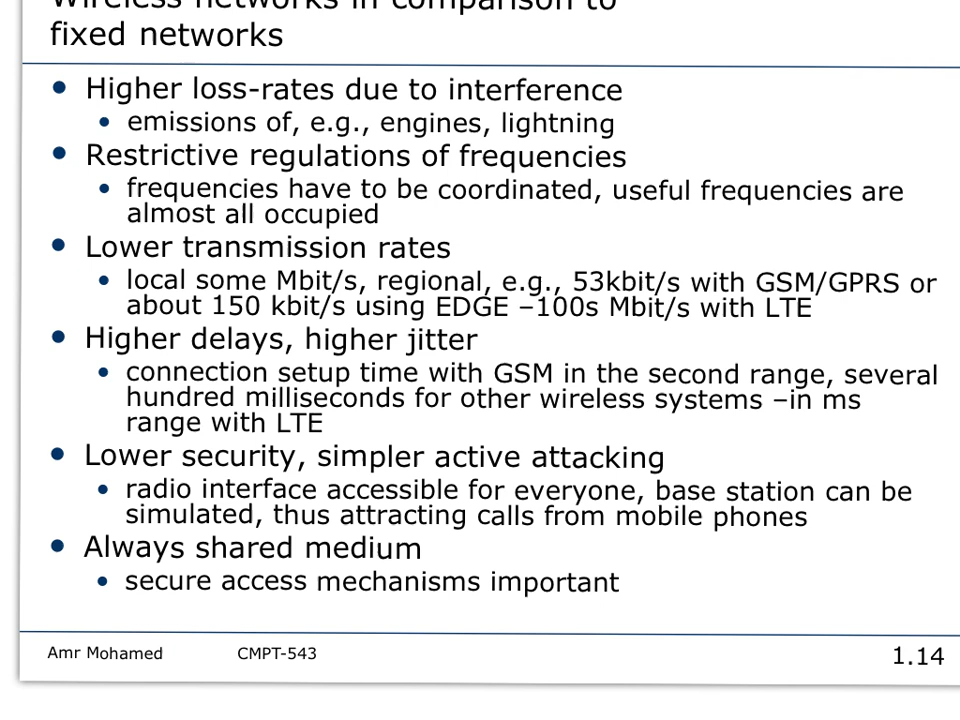 Wireless networks in comparison to
fixed networks
• Higher loss-rates due to interference
• emissions of, e.g., engines, lightning
• Restrictive regulations of frequencies
• frequencies have to be coordinated, useful frequencies are
almost all occupied
• Lower transmission rates
• local some Mbit/s, regional, e.g., 53kbit/s with GSM/GPRS or
about 150 kbit/s using EDGE –100s Mbit/s with LTE
• Higher delays, higher jitter
• connection setup time with GSM in the second range, several
hundred milliseconds for other wireless systems –in ms
range with LTE
• Lower security, simpler active attacking
• radio interface accessible for everyone, base station can be
simulated, thus attracting calls from mobile phones
• Always shared medium
• secure access mechanisms important
Amr Mohamed CMPT-543 1.14